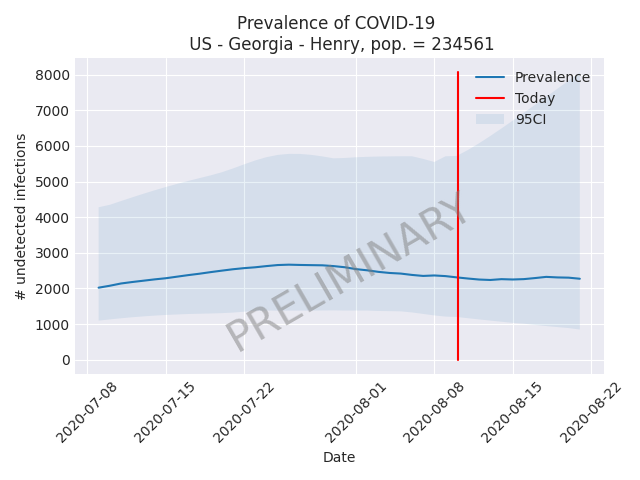 Prevalence of COVID-19
US - Georgia - Henry, pop. = 234561
Prevalence
Today
95CI
# undetected infections
8000
7000
6000
5000
4000
3000
2000
1000
0
PRELIMINARY
2020-07-08
2020-07-15
2020-07-22
2020-08-01
2020-08-08
2020-08-15
2020-08-22
Date